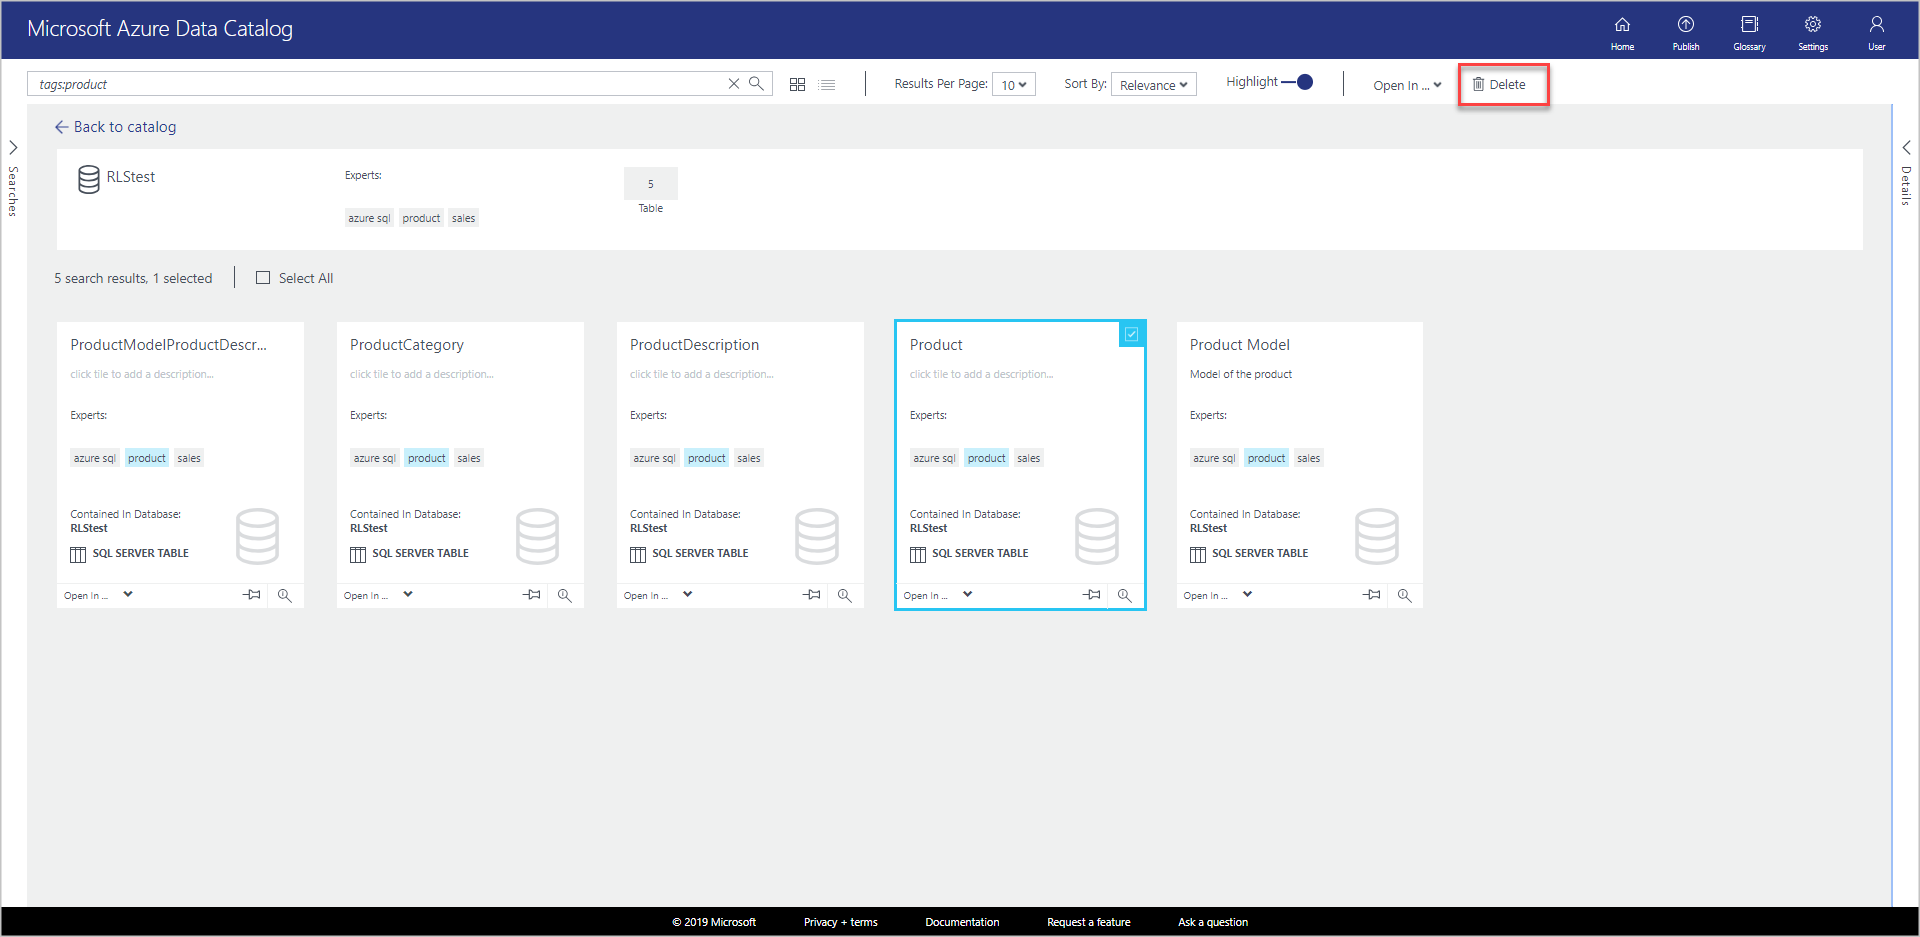 Microsoft Azure Data Catalog
Home
Publish
Glossary
Settings
User
tags:product
Results Per Page: 10
Sort By: Relevance
Highlight
Open In ...
Delete
Searches
Back to catalog
Details
RLStest
Experts:
azure sql product sales
5
Table
5 search results, 1 selected
Select All
ProductModelProductDescr...
click tile to add a description...
Experts:
azure sql product sales
Contained In Database:
RLStest
SQL SERVER TABLE
Open In ...
ProductCategory
click tile to add a description...
Experts:
azure sql product sales
Contained In Database:
RLStest
SQL SERVER TABLE
Open In ...
ProductDescription
click tile to add a description...
Experts:
azure sql product sales
Contained In Database:
RLStest
SQL SERVER TABLE
Open In ...
Product
click tile to add a description...
Experts:
azure sql product sales
Contained In Database:
RLStest
SQL SERVER TABLE
Open In ...
Product Model
Model of the product
Experts:
azure sql product sales
Contained In Database:
RLStest
SQL SERVER TABLE
Open In ...
© 2019 Microsoft Privacy + terms Documentation Request a feature Ask a question